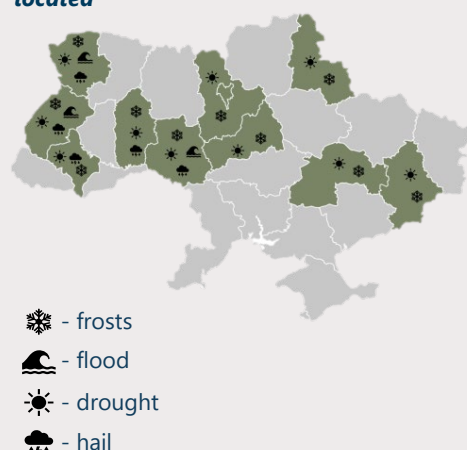 located
- frosts
- flood
- drought
- hail